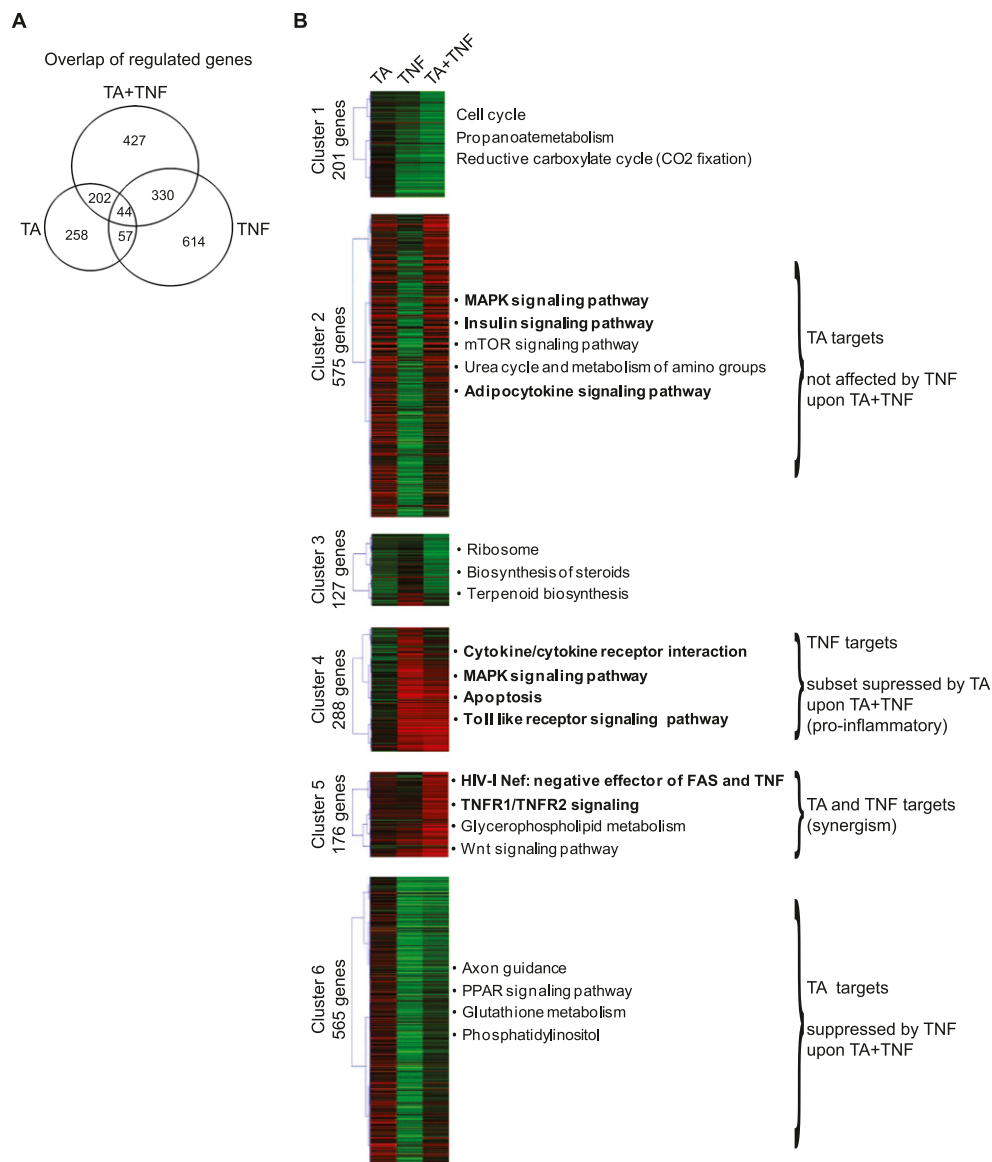 A
Overlap of regulated genes
TA+TNF
427
202
330
44
TA
258
57
614
TNF
B
TA
TNF
TA+TNF
Cluster 1
201 genes
Cell cycle
Propanoatemetabolism
Reductive carboxylate cycle (CO2 fixation)
Cluster 2
575 genes
• MAPK signaling pathway
• Insulin signaling pathway
• mTOR signaling pathway
• Urea cycle and metabolism of amino groups
• Adipocytokine signaling pathway
TA targets
not affected by TNF
upon TA+TNF
Cluster 3
127 genes
• Ribosome
• Biosynthesis of steroids
• Terpenoid biosynthesis
Cluster 4
288 genes
• Cytokine/cytokine receptor interaction
• MAPK signaling pathway
• Apoptosis
• Toll like receptor signaling pathway
TNF targets
subset supressed by TA
upon TA+TNF
(pro-inflammatory)
Cluster 5
176 genes
• HIV-I Nef: negative effector of FAS and TNF
• TNFR1/TNFR2 signaling
• Glycerophospholipid metabolism
• Wnt signaling pathway
TA and TNF targets
(synergism)
Cluster 6
565 genes
• Axon guidance
• PPAR signaling pathway
• Glutathione metabolism
• Phosphatidylinositol
TA targets
suppressed by TNF
upon TA+TNF